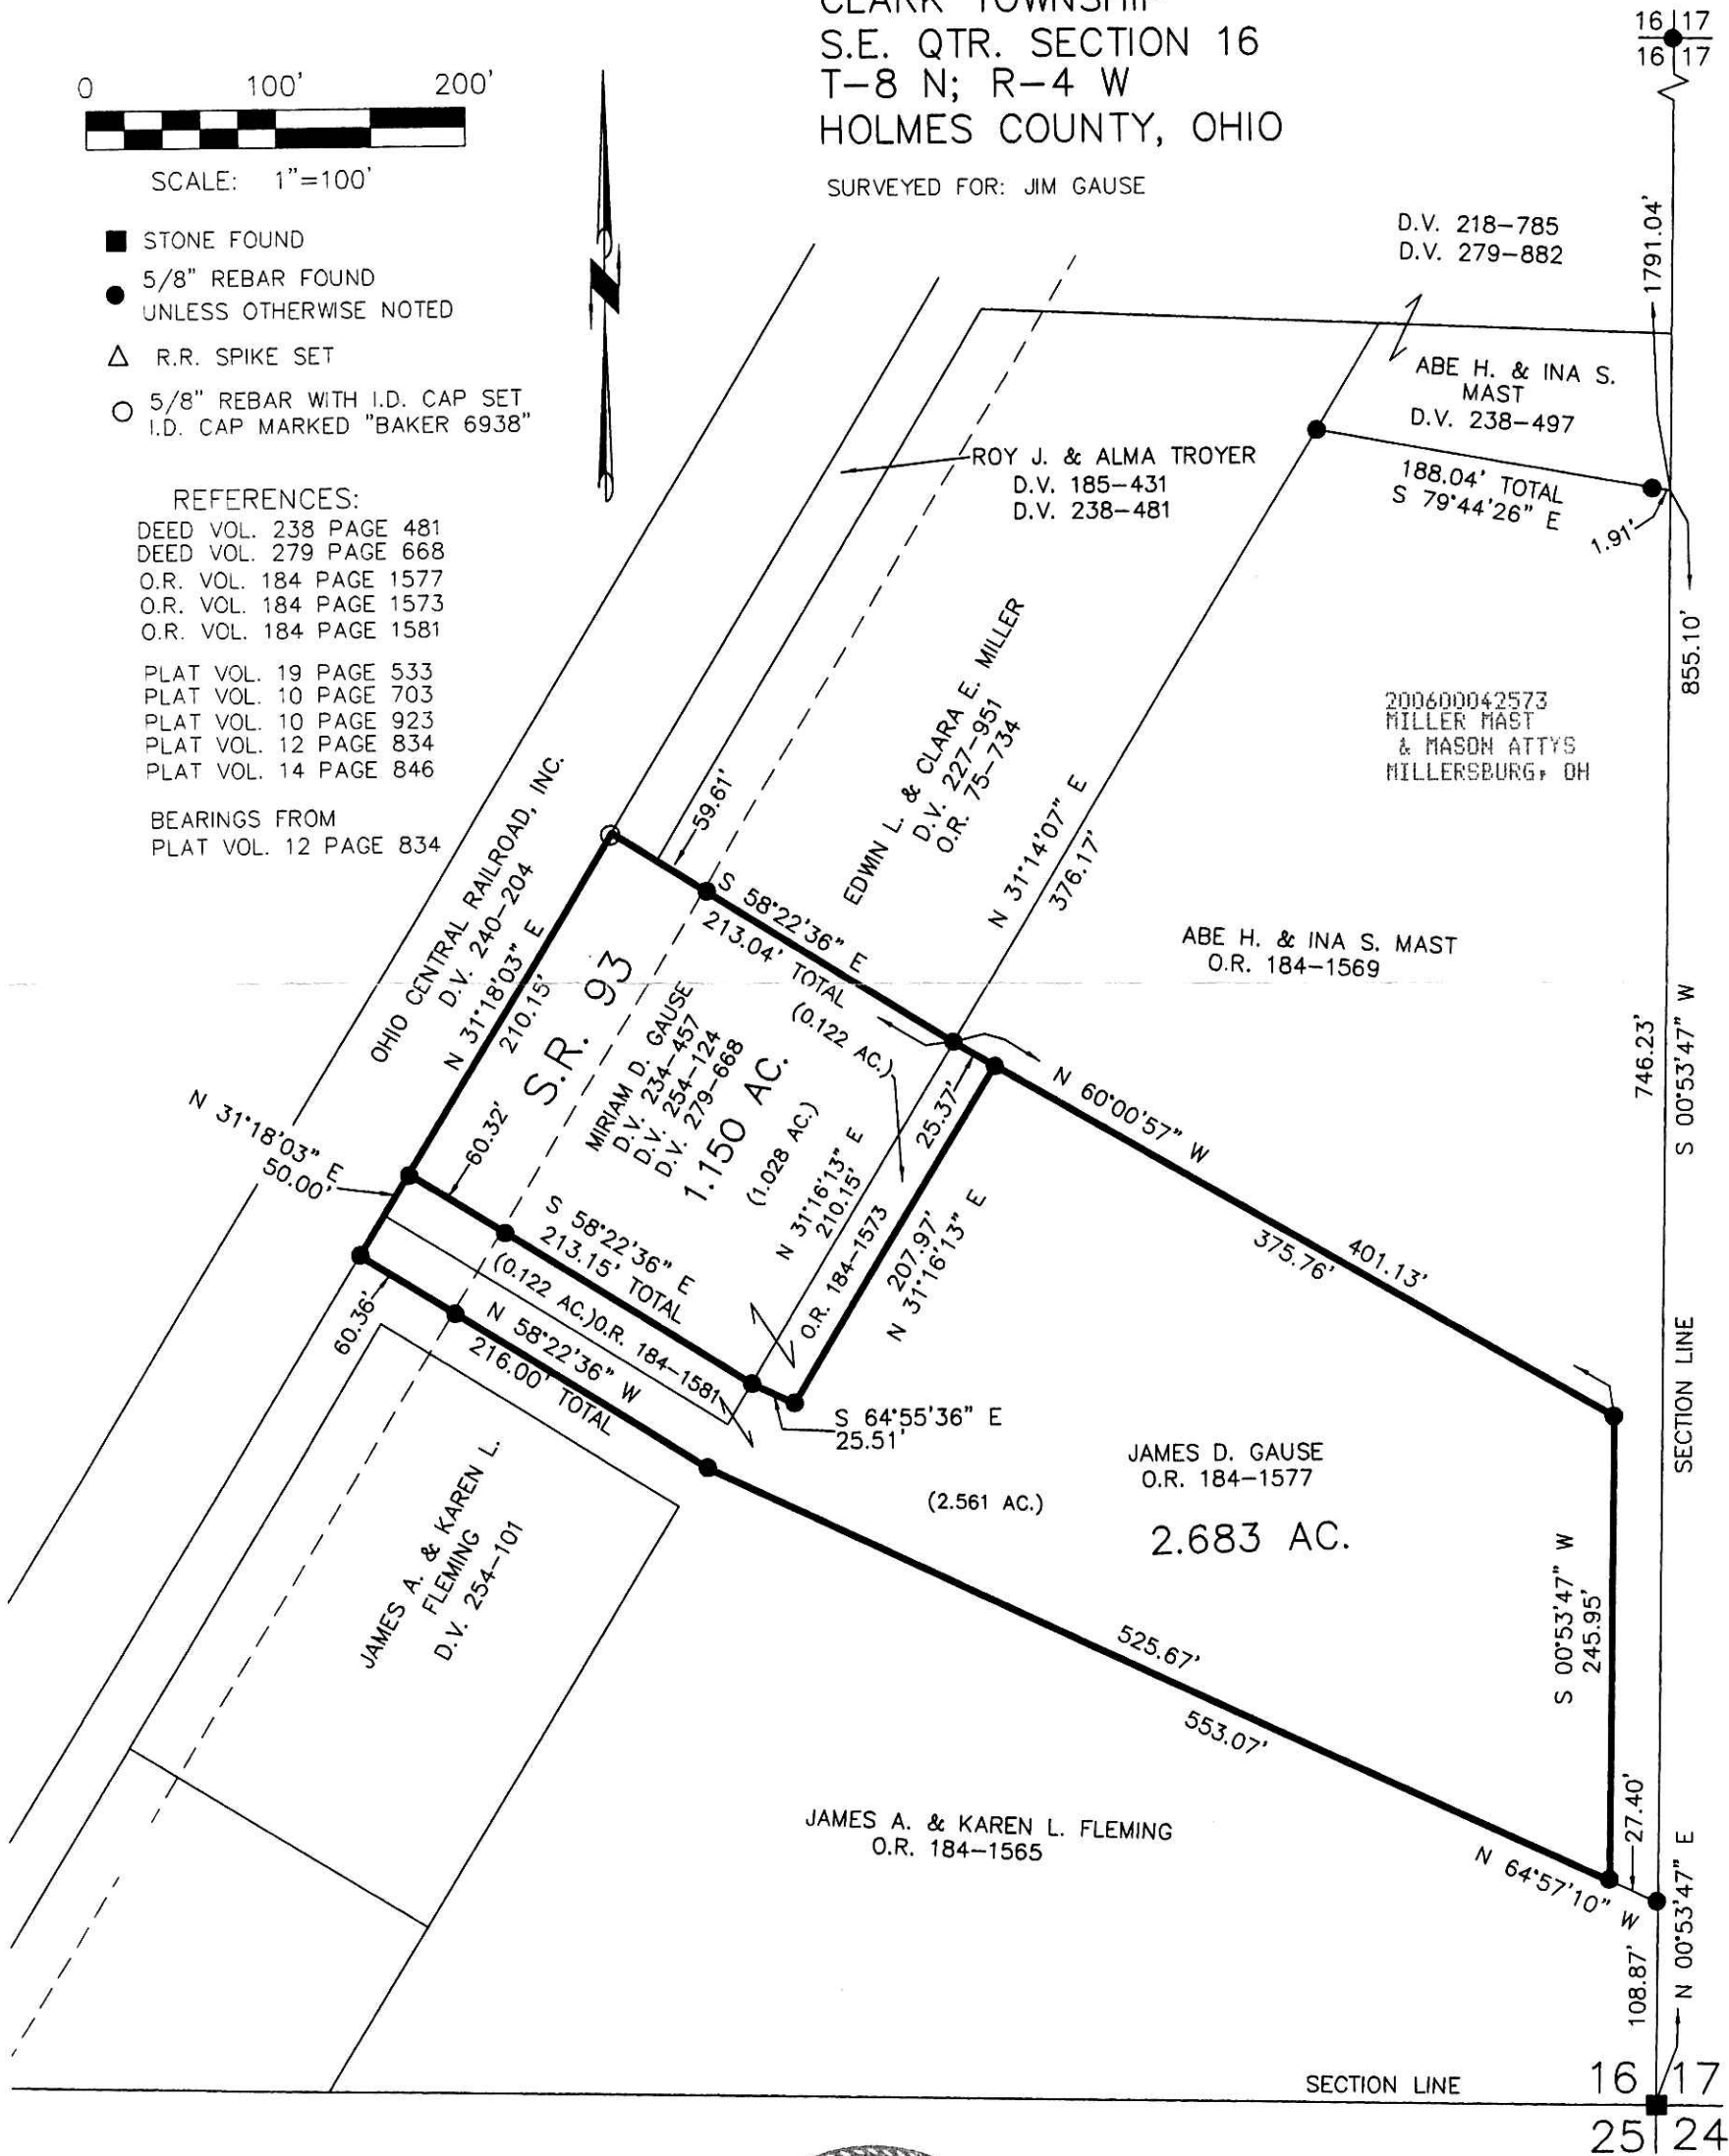 CLARK TOWNSHIP
S.E. QTR. SECTION 16
T-8 N; R-4 W
HOLMES COUNTY, OHIO
SURVEYED FOR: JIM GAUSE
16 17
16 17
0 100' 200'
SCALE: 1"=100'
STONE FOUND
5/8" REBAR FOUND
UNLESS OTHERWISE NOTED
R.R. SPIKE SET
5/8" REBAR WITH I.D. CAP SET
I.D. CAP MARKED "BAKER 6938"
REFERENCES:
DEED VOL. 238 PAGE 481
DEED VOL. 279 PAGE 668
O.R. VOL. 184 PAGE 1577
O.R. VOL. 184 PAGE 1573
O.R. VOL. 184 PAGE 1581
PLAT VOL. 19 PAGE 533
PLAT VOL. 10 PAGE 703
PLAT VOL. 10 PAGE 923
PLAT VOL. 12 PAGE 834
PLAT VOL. 14 PAGE 846
BEARINGS FROM
PLAT VOL. 12 PAGE 834
D.V. 218-785
D.V. 279-882
1791.04'
ABE H. & INA S.
MAST
D.V. 238-497
188.04' TOTAL
S 79°44'26" E
1.91'
855.10'
ROY J. & ALMA TROYER
D.V. 185-431
D.V. 238-481
EDWIN L. & CLARA E. MILLER
D.V. 227-951
O.R. 75-734
N 31°14'07" E
376.17'
200600042573
MILLER MAST
& MASON ATTYS
MILLERSBURG, OH
ABE H. & INA S. MAST
O.R. 184-1569
746.23'
S 00°53'47" W
SECTION LINE
OHIO CENTRAL RAILROAD, INC.
D.V. 240-204
N 31°18'03" E
210.15'
59.61'
S 58°22'36" E
213.04' TOTAL
(0.122 AC.)
S.R. 93
MIRIAM D. GAUSE
D.V. 234-457
D.V. 254-124
D.V. 279-668
1.150 AC.
(1.028 AC.)
N 31°16'13" E
210.15'
25.37'
O.R. 184-1573
207.97'
N 31°16'13" E
N 60°00'57" W
375.76'
401.13'
N 31°18'03" E
50.00'
60.32'
S 58°22'36" E
213.15' TOTAL
(0.122 AC.)O.R. 184-1581
60.36'
N 58°22'36" W
216.00' TOTAL
S 64°55'36" E
25.51'
JAMES D. GAUSE
O.R. 184-1577
(2.561 AC.)
2.683 AC.
S 00°53'47" W
245.95'
JAMES A. & KAREN L.
FLEMING
D.V. 254-101
525.67'
553.07'
N 64°57'10" W
27.40'
JAMES A. & KAREN L. FLEMING
O.R. 184-1565
108.87'
N 00°53'47" E
SECTION LINE
16 17
25 24